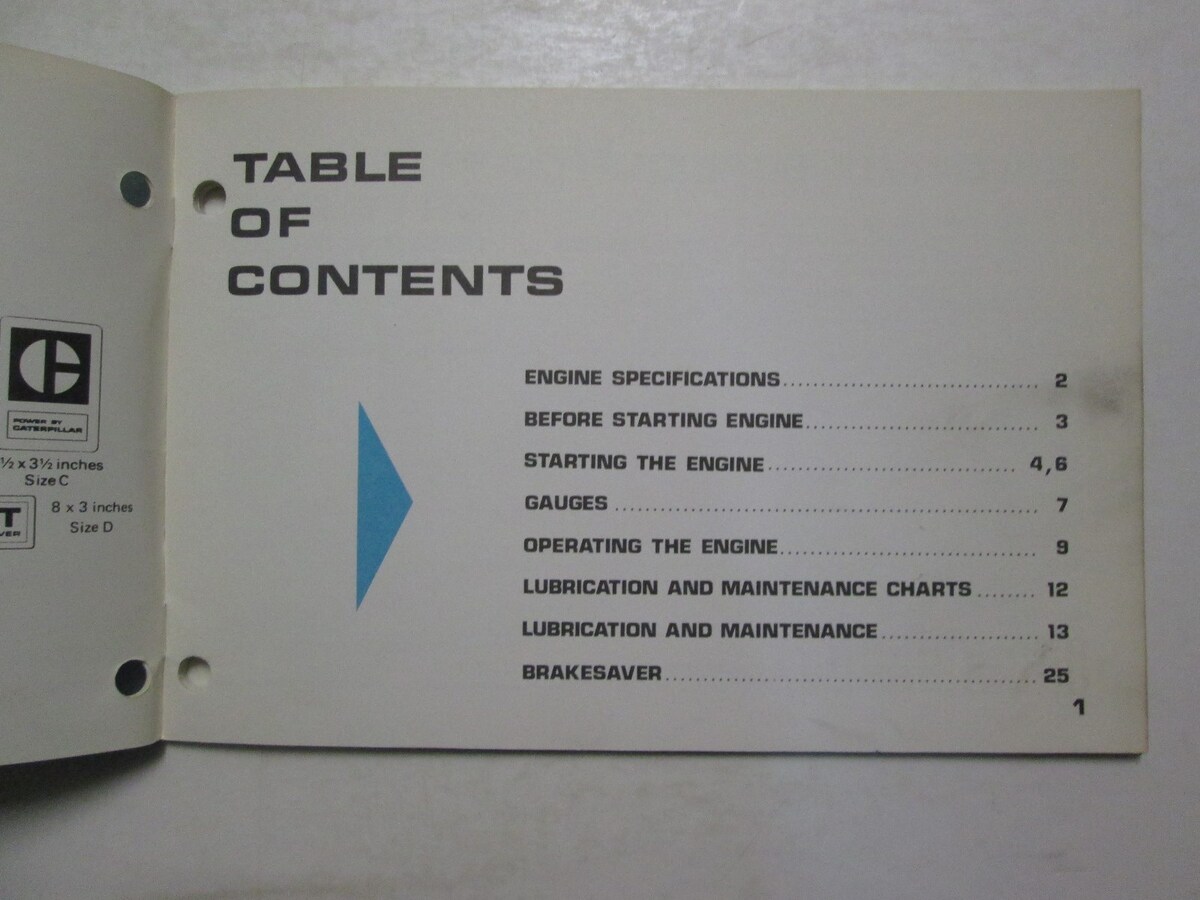 POWER BY
CATERPILLAR
½ x 3½ inches
Size C
T
VER
8 x 3 inches
Size D
TABLE
OF
CONTENTS
ENGINE SPECIFICATIONS................................ 2
BEFORE STARTING ENGINE............................. 3
STARTING THE ENGINE............................... 4,6
GAUGES .................................................... 7
OPERATING THE ENGINE................................ 9
LUBRICATION AND MAINTENANCE CHARTS........ 12
LUBRICATION AND MAINTENANCE.................... 13
BRAKESAVER.............................................. 25
1